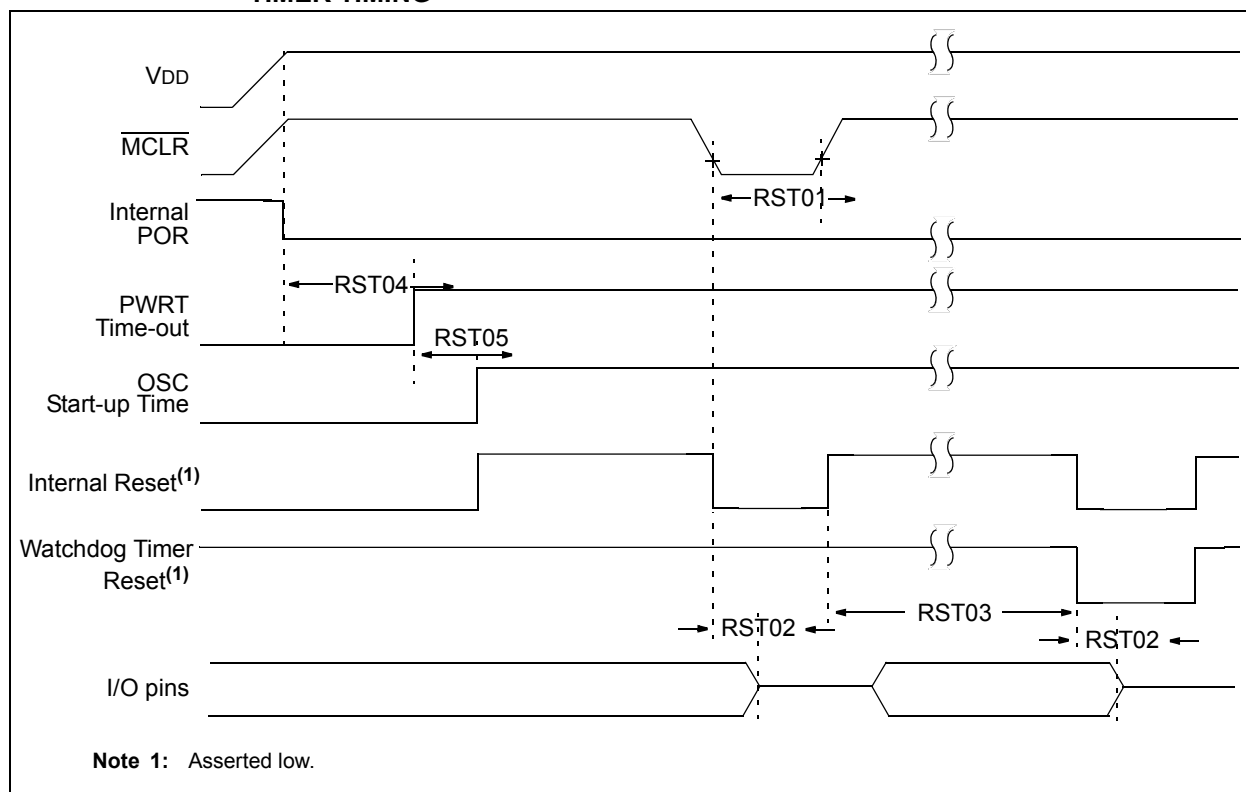 TIMER TIMING
VDD
MCLR
RST01
Internal
POR
RST04
PWRT
Time-out
RST05
OSC
Start-up Time
Internal Reset(1)
Watchdog Timer
Reset(1)
RST02
RST03
RST02
I/O pins
Note 1: Asserted low.